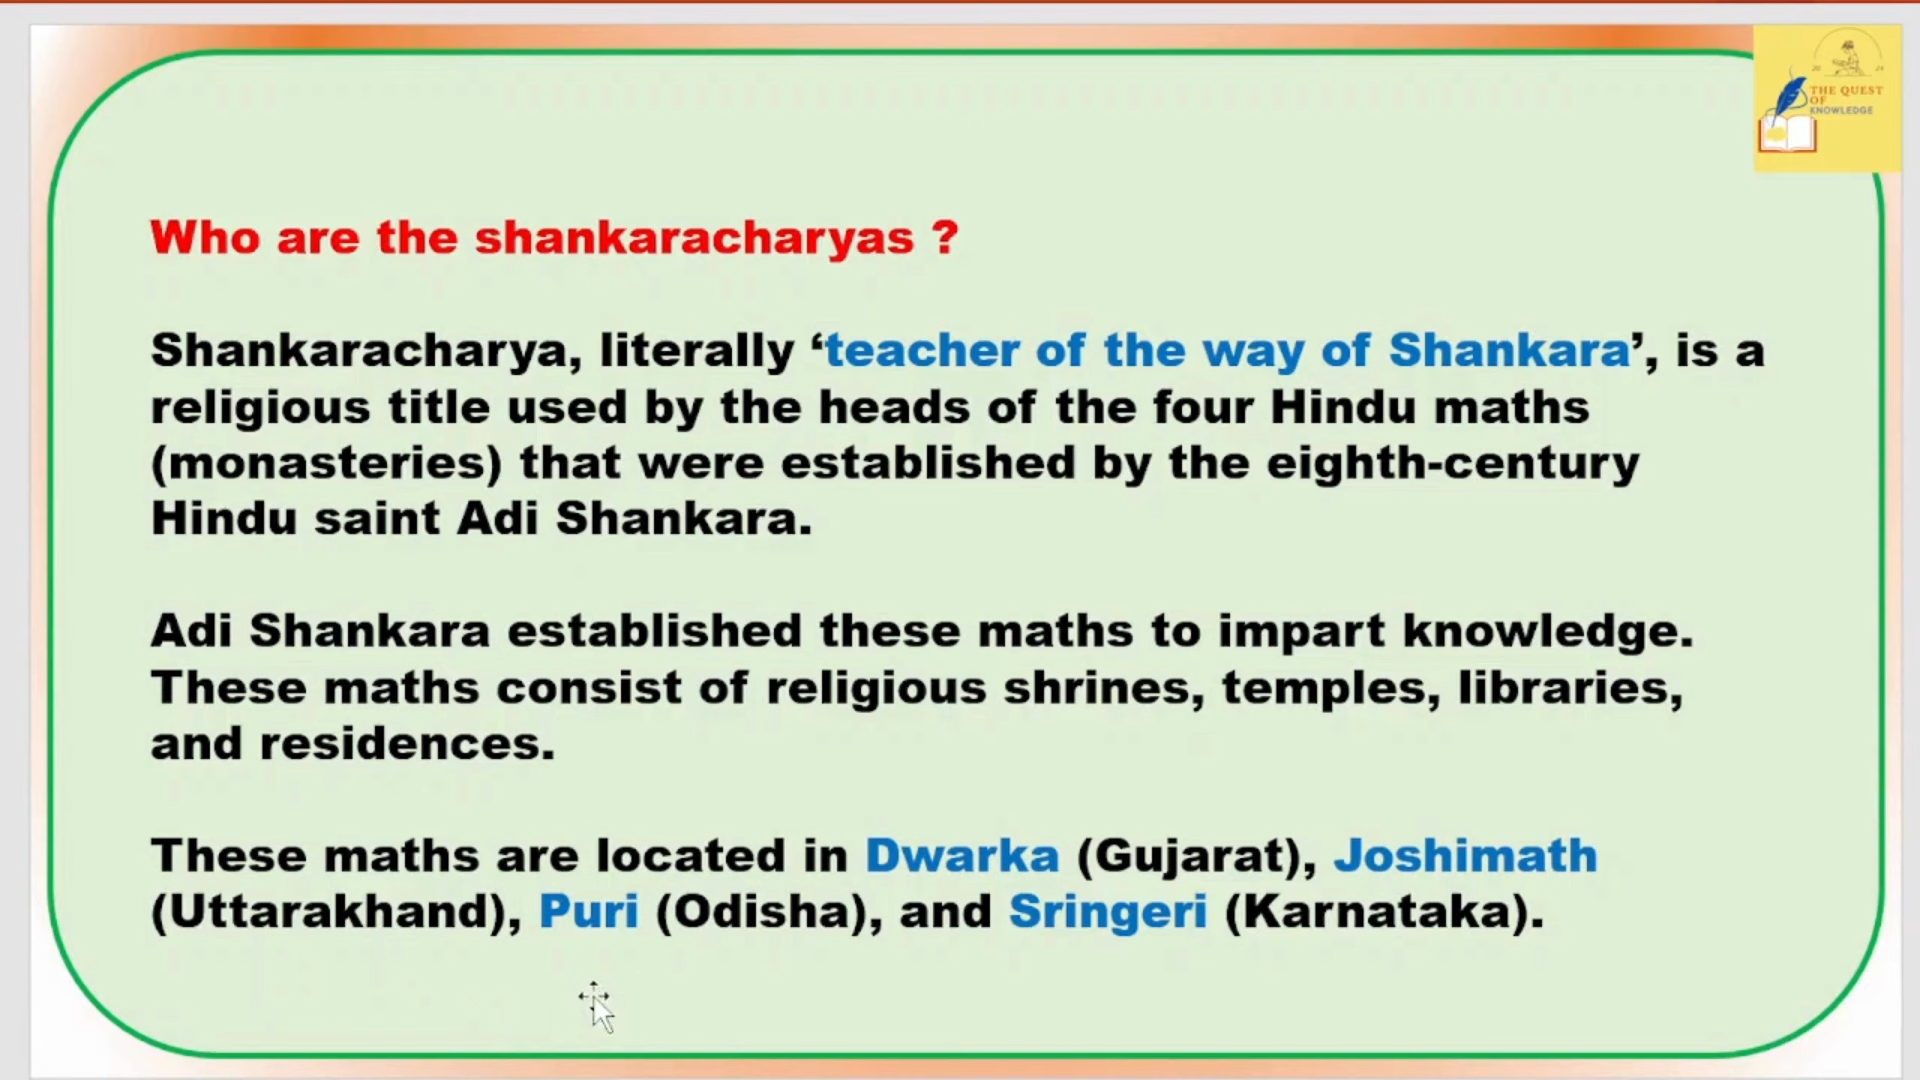 THE QUEST
OF
KNOWLEDGE
Who are the shankaracharyas ?
Shankaracharya, literally ‘teacher of the way of Shankara’, is a
religious title used by the heads of the four Hindu maths
(monasteries) that were established by the eighth-century
Hindu saint Adi Shankara.
Adi Shankara established these maths to impart knowledge.
These maths consist of religious shrines, temples, libraries,
and residences.
These maths are located in Dwarka (Gujarat), Joshimath
(Uttarakhand), Puri (Odisha), and Sringeri (Karnataka).